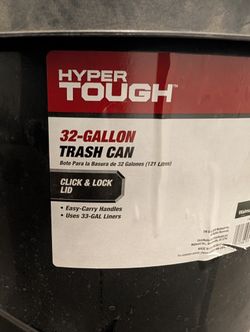 HYPER
TOUGH™
32-GALLON
TRASH CAN
Bote Para la Basura de 32 Galones (121 Litros)
CLICK & LOCK
LID
• Easy-Carry Handles
• Uses 33-GAL Liners